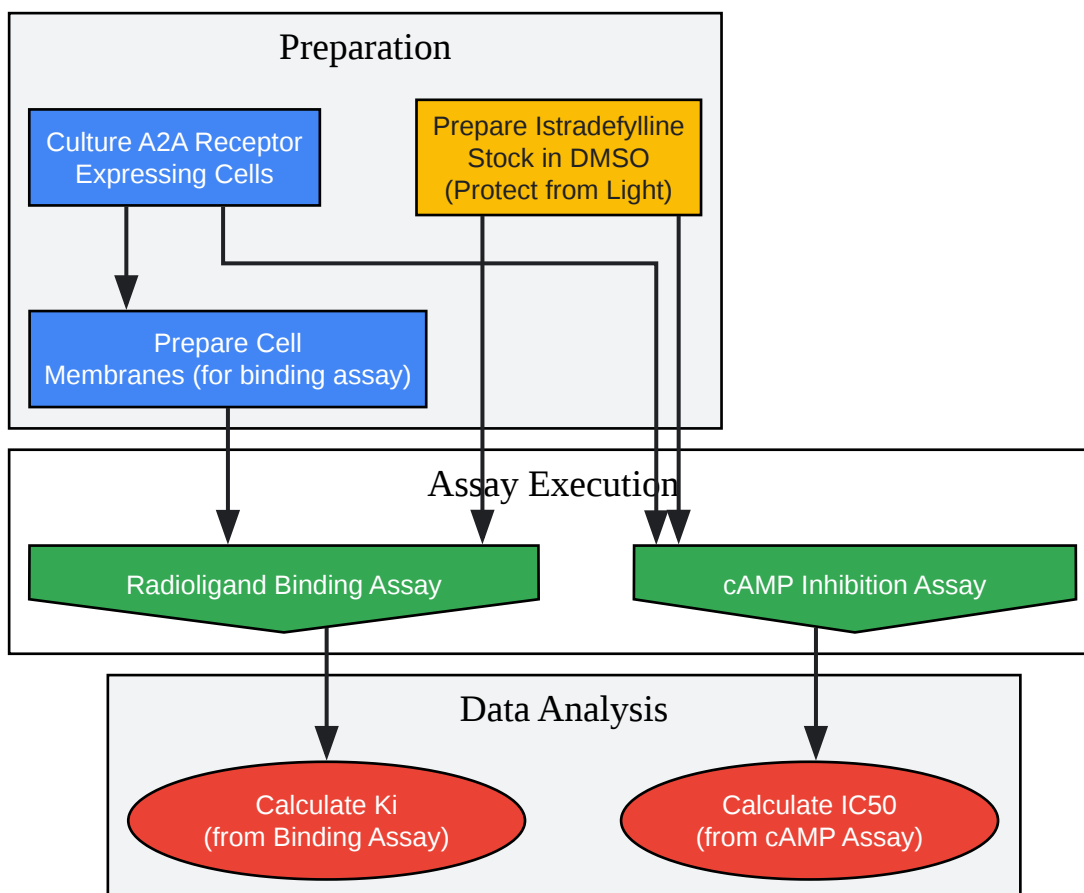 Preparation
Culture A2A Receptor
Expressing Cells
Prepare Istradefylline
Stock in DMSO
(Protect from Light)
Prepare Cell
Membranes (for binding assay)
Assay Execution
Radioligand Binding Assay
cAMP Inhibition Assay
Data Analysis
Calculate Ki
(from Binding Assay)
Calculate IC50
(from cAMP Assay)